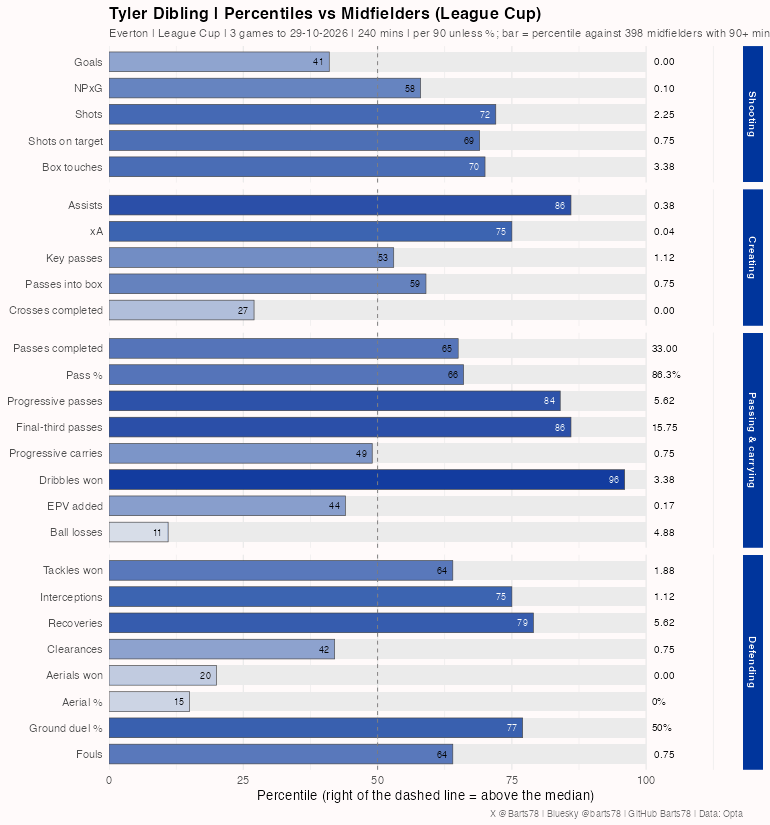 Tyler Dibling | Percentiles vs Midfielders (League Cup)
Everton | League Cup | 3 games to 29-10-2026 | 240 mins | per 90 unless %; bar = percentile against 398 midfielders with 90+ min
Shooting
Goals 41 0.00
NPxG 58 0.10
Shots 72 2.25
Shots on target 69 0.75
Box touches 70 3.38
Creating
Assists 86 0.38
xA 75 0.04
Key passes 53 1.12
Passes into box 59 0.75
Crosses completed 27 0.00
Passing & carrying
Passes completed 65 33.00
Pass % 66 86.3%
Progressive passes 84 5.62
Final-third passes 86 15.75
Progressive carries 49 0.75
Dribbles won 96 3.38
EPV added 44 0.17
Ball losses 11 4.88
Defending
Tackles won 64 1.88
Interceptions 75 1.12
Recoveries 79 5.62
Clearances 42 0.75
Aerials won 20 0.00
Aerial % 15 0%
Ground duel % 77 50%
Fouls 64 0.75
0 25 50 75 100
Percentile (right of the dashed line = above the median)
X @Barts78 | Bluesky @barts78 | GitHub Barts78 | Data: Opta